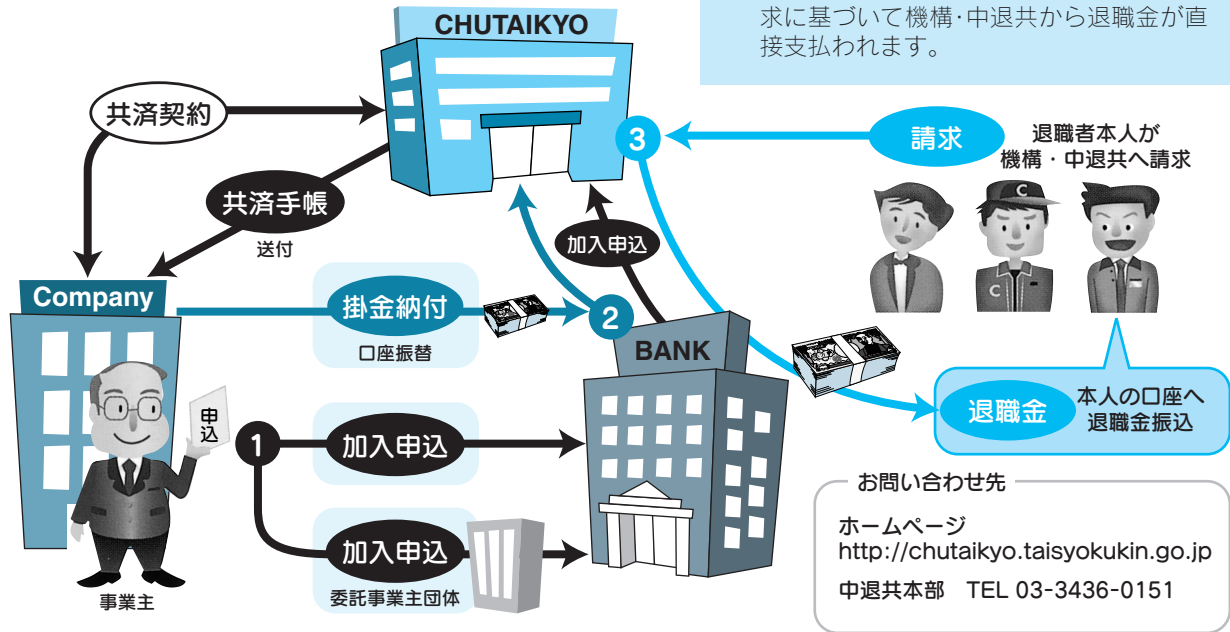 求に基づいて機構・中退共から退職金が直
接支払われます。
CHUTAIKYO
共済契約
共済手帳
送付
加入申込
3
請求
退職者本人が
機構・中退共へ請求
C
C
Company
掛金納付
口座振替
2
BANK
申込
1
加入申込
加入申込
委託事業主団体
事業主
退職金
本人の口座へ
退職金振込
お問い合わせ先
ホームページ
http://chutaikyo.taisyokukin.go.jp
中退共本部 TEL 03-3436-0151